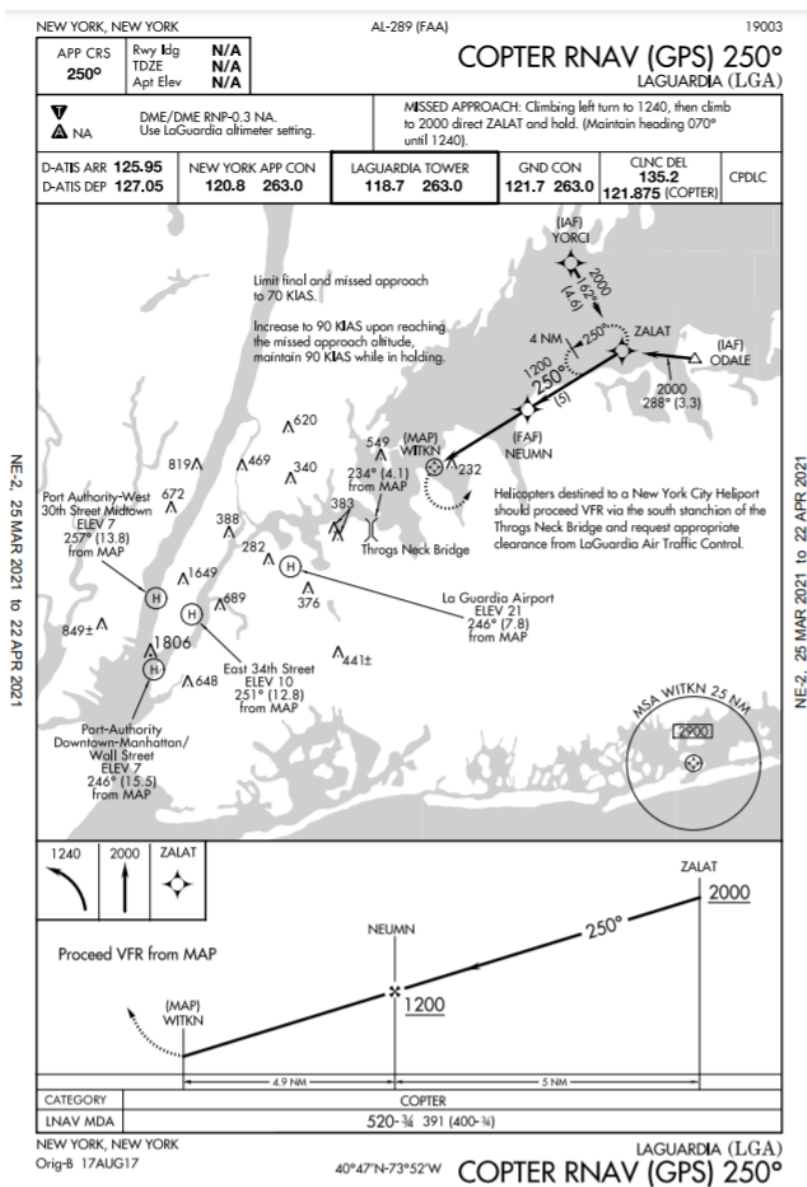 NEW YORK, NEW YORK
AL-289 (FAA)
19003
APP CRS
250°
Rwy ldg N/A
TDZE N/A
Apt Elev N/A
COPTER RNAV (GPS) 250°
LAGUARDIA (LGA)
T
A NA
DME/DME RNP-0.3 NA.
Use LaGuardia altimeter setting.
MISSED APPROACH: Climbing left turn to 1240, then climb
to 2000 direct ZALAT and hold. (Maintain heading 070°
until 1240).
D-ATIS ARR 125.95
D-ATIS DEP 127.05
NEW YORK APP CON
120.8 263.0
LAGUARDIA TOWER
118.7 263.0
GND CON
121.7 263.0
CLNC DEL
135.2
121.875 (COPTER)
CPDLC
(IAF)
YORCI
2000
162°
(4.6)
Limit final and missed approach
to 70 KIAS.
Increase to 90 KIAS upon reaching
the missed approach altitude,
maintain 90 KIAS while in holding.
4 NM
250°
ZALAT
(IAF)
ODALE
2000
288° (3.3)
1200
250°
(5)
(FAF)
NEUMN
(MAP)
WITKN
232
620
549
819
469
340
234° (4.1)
from MAP
672
383
388
282
Throgs Neck Bridge
Helicopters destined to a New York City Heliport
should proceed VFR via the south stanchion of the
Throgs Neck Bridge and request appropriate
clearance from LaGuardia Air Traffic Control.
Port Authority-West
30th Street Midtown
ELEV 7
257° (13.8)
from MAP
H
1649
376
689
H
H
La Guardia Airport
ELEV 21
246° (7.8)
from MAP
849±
1806
H
441±
648
East 34th Street
ELEV 10
251° (12.8)
from MAP
Port-Authority
Downtown-Manhattan/
Wall Street
ELEV 7
246° (15.5)
from MAP
MSA WITKN 25 NM
2900
NE-2, 25 MAR 2021 to 22 APR 2021
NE-2, 25 MAR 2021 to 22 APR 2021
1240
2000
ZALAT
Proceed VFR from MAP
(MAP)
WITKN
NEUMN
1200
250°
ZALAT
2000
4.9 NM
5 NM
CATEGORY
COPTER
LNAV MDA
520-¾ 391 (400-¾)
NEW YORK, NEW YORK
Orig-B 17AUG17
40°47'N-73°52'W
LAGUARDIA (LGA)
COPTER RNAV (GPS) 250°